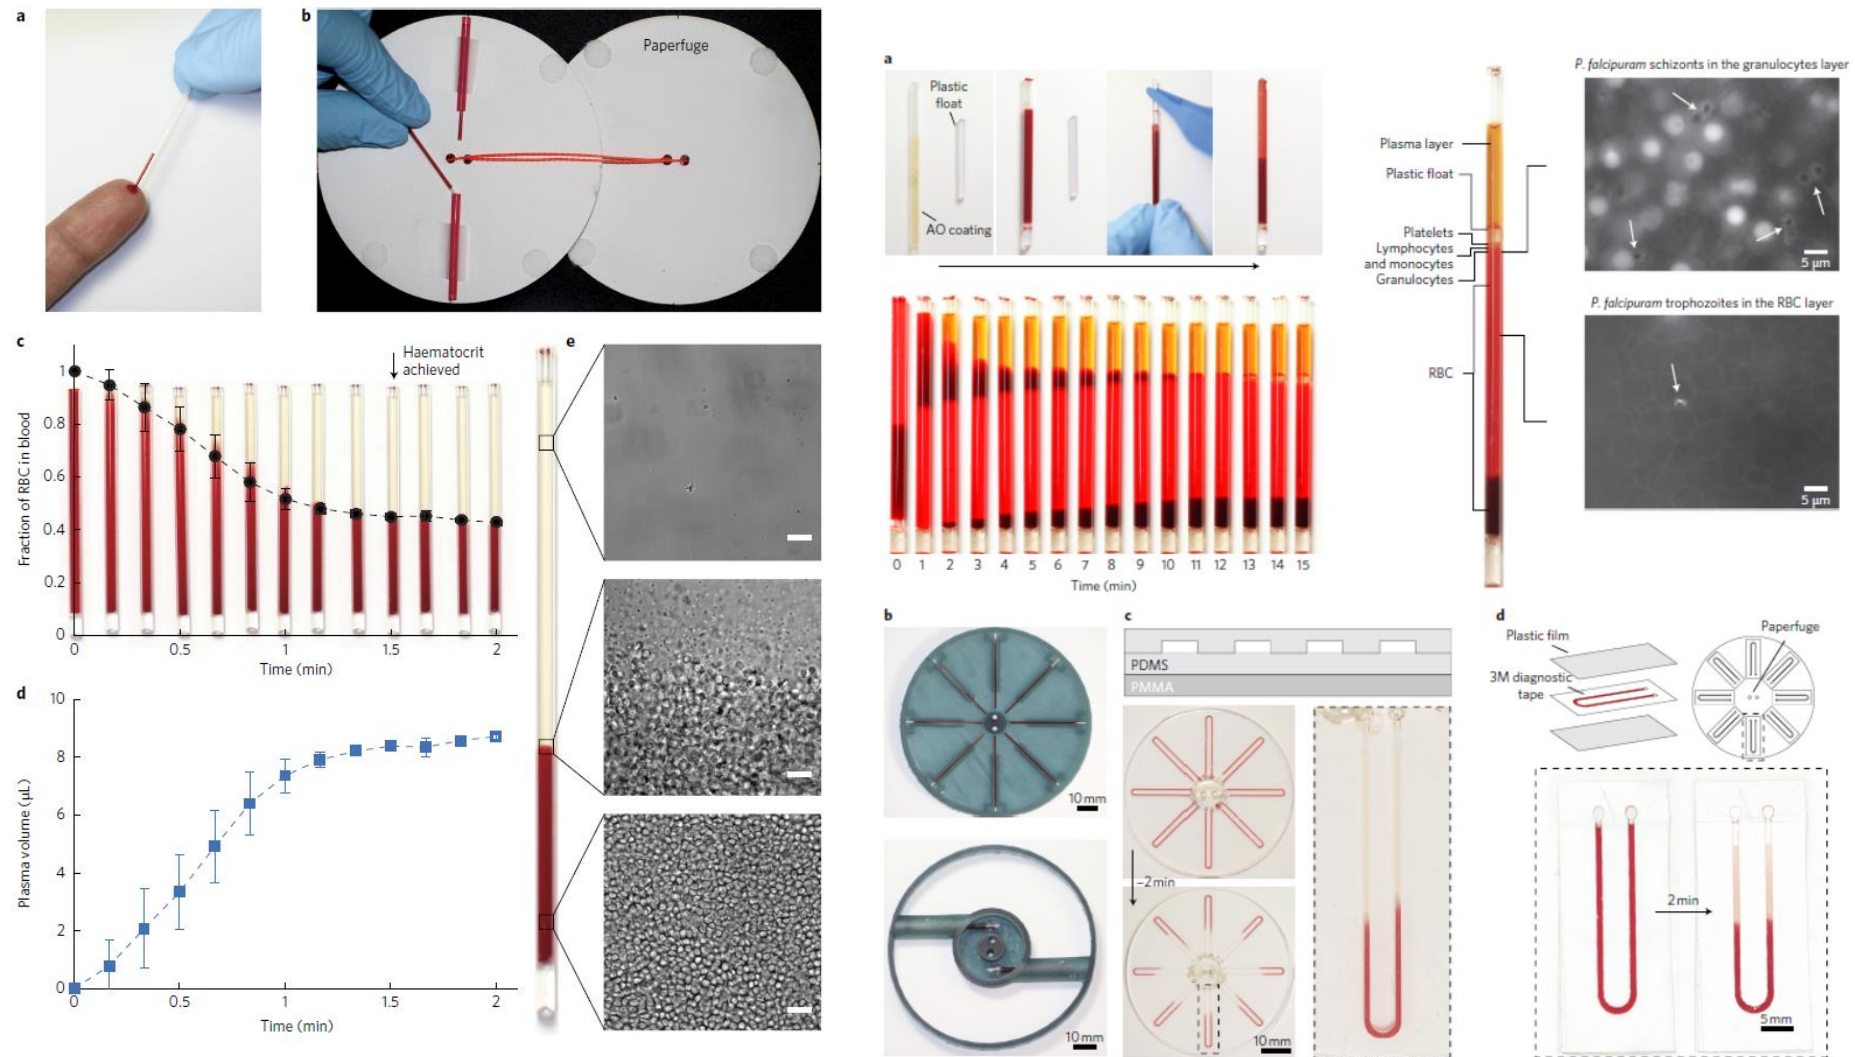 a
b
Paperfuge
c
Haematocrit
achieved
Fraction of RBC in blood
1
0.8
0.6
0.4
0.2
0
0 0.5 1 1.5 2
Time (min)
d
Plasma volume (µL)
10
8
6
4
2
0
0 0.5 1 1.5 2
Time (min)
e
a
Plastic
float
AO coating
0 1 2 3 4 5 6 7 8 9 10 11 12 13 14 15
Time (min)
Plasma layer
Plastic float
Platelets
Lymphocytes
and monocytes
Granulocytes
RBC
P. falcipuram schizonts in the granulocytes layer
5 µm
P. falcipuram trophozoites in the RBC layer
5 µm
b
10 mm
10 mm
c
PDMS
PMMA
~2 min
10 mm
d
Plastic film
3M diagnostic
tape
Paperfuge
2 min
5 mm